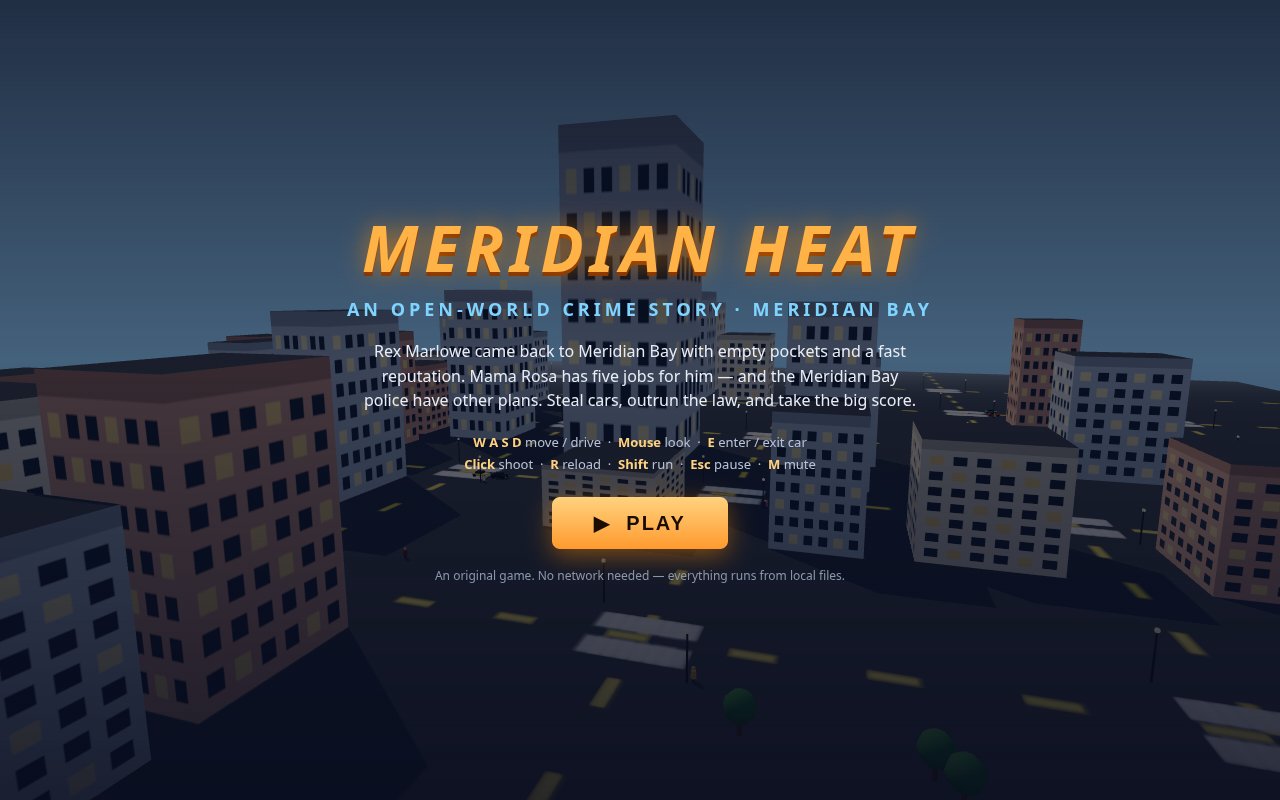 MERIDIAN HEAT
AN OPEN-WORLD CRIME STORY · MERIDIAN BAY
Rex Marlowe came back to Meridian Bay with empty pockets and a fast
reputation. Mama Rosa has five jobs for him — and the Meridian Bay
police have other plans. Steal cars, outrun the law, and take the big score.
W A S D move / drive · Mouse look · E enter / exit car
Click shoot · R reload · Shift run · Esc pause · M mute
▶ PLAY
An original game. No network needed — everything runs from local files.